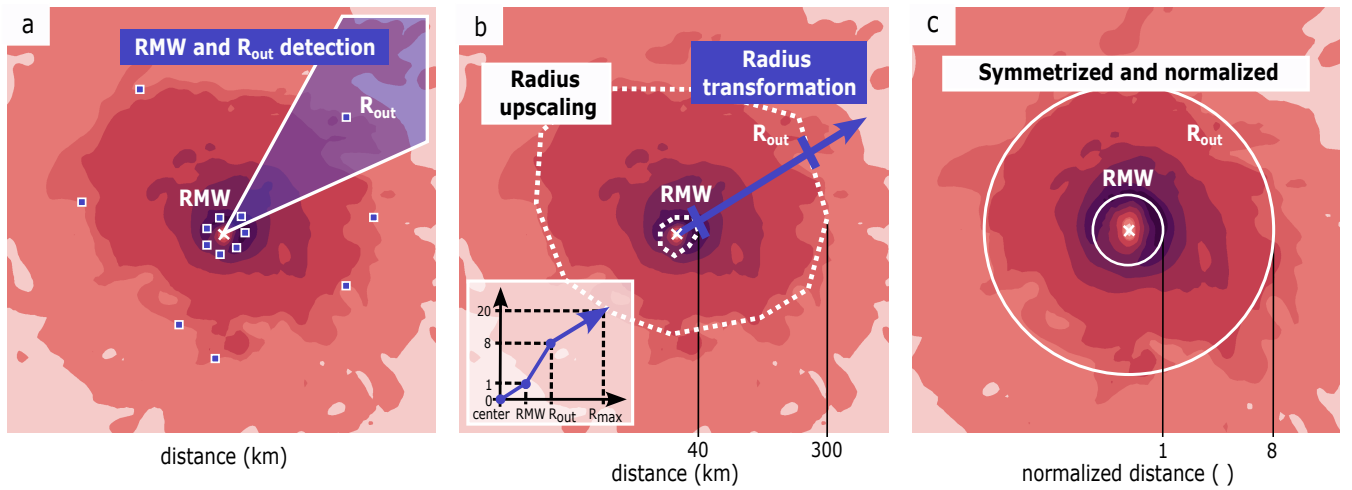 a
RMW and Rout detection
Rout
RMW
distance (km)
b
Radius
upscaling
Radius
transformation
Rout
RMW
20
8
1
0
center RMW Rout Rmax
40 300
distance (km)
c
Symmetrized and normalized
Rout
RMW
1 8
normalized distance ( )